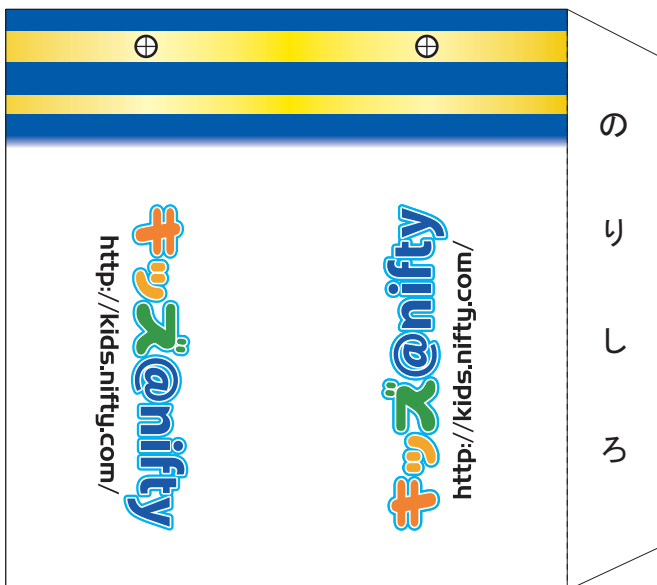 キッズ@nifty
http://kids.nifty.com/
キッズ@nifty
http://kids.nifty.com/
のりしろ